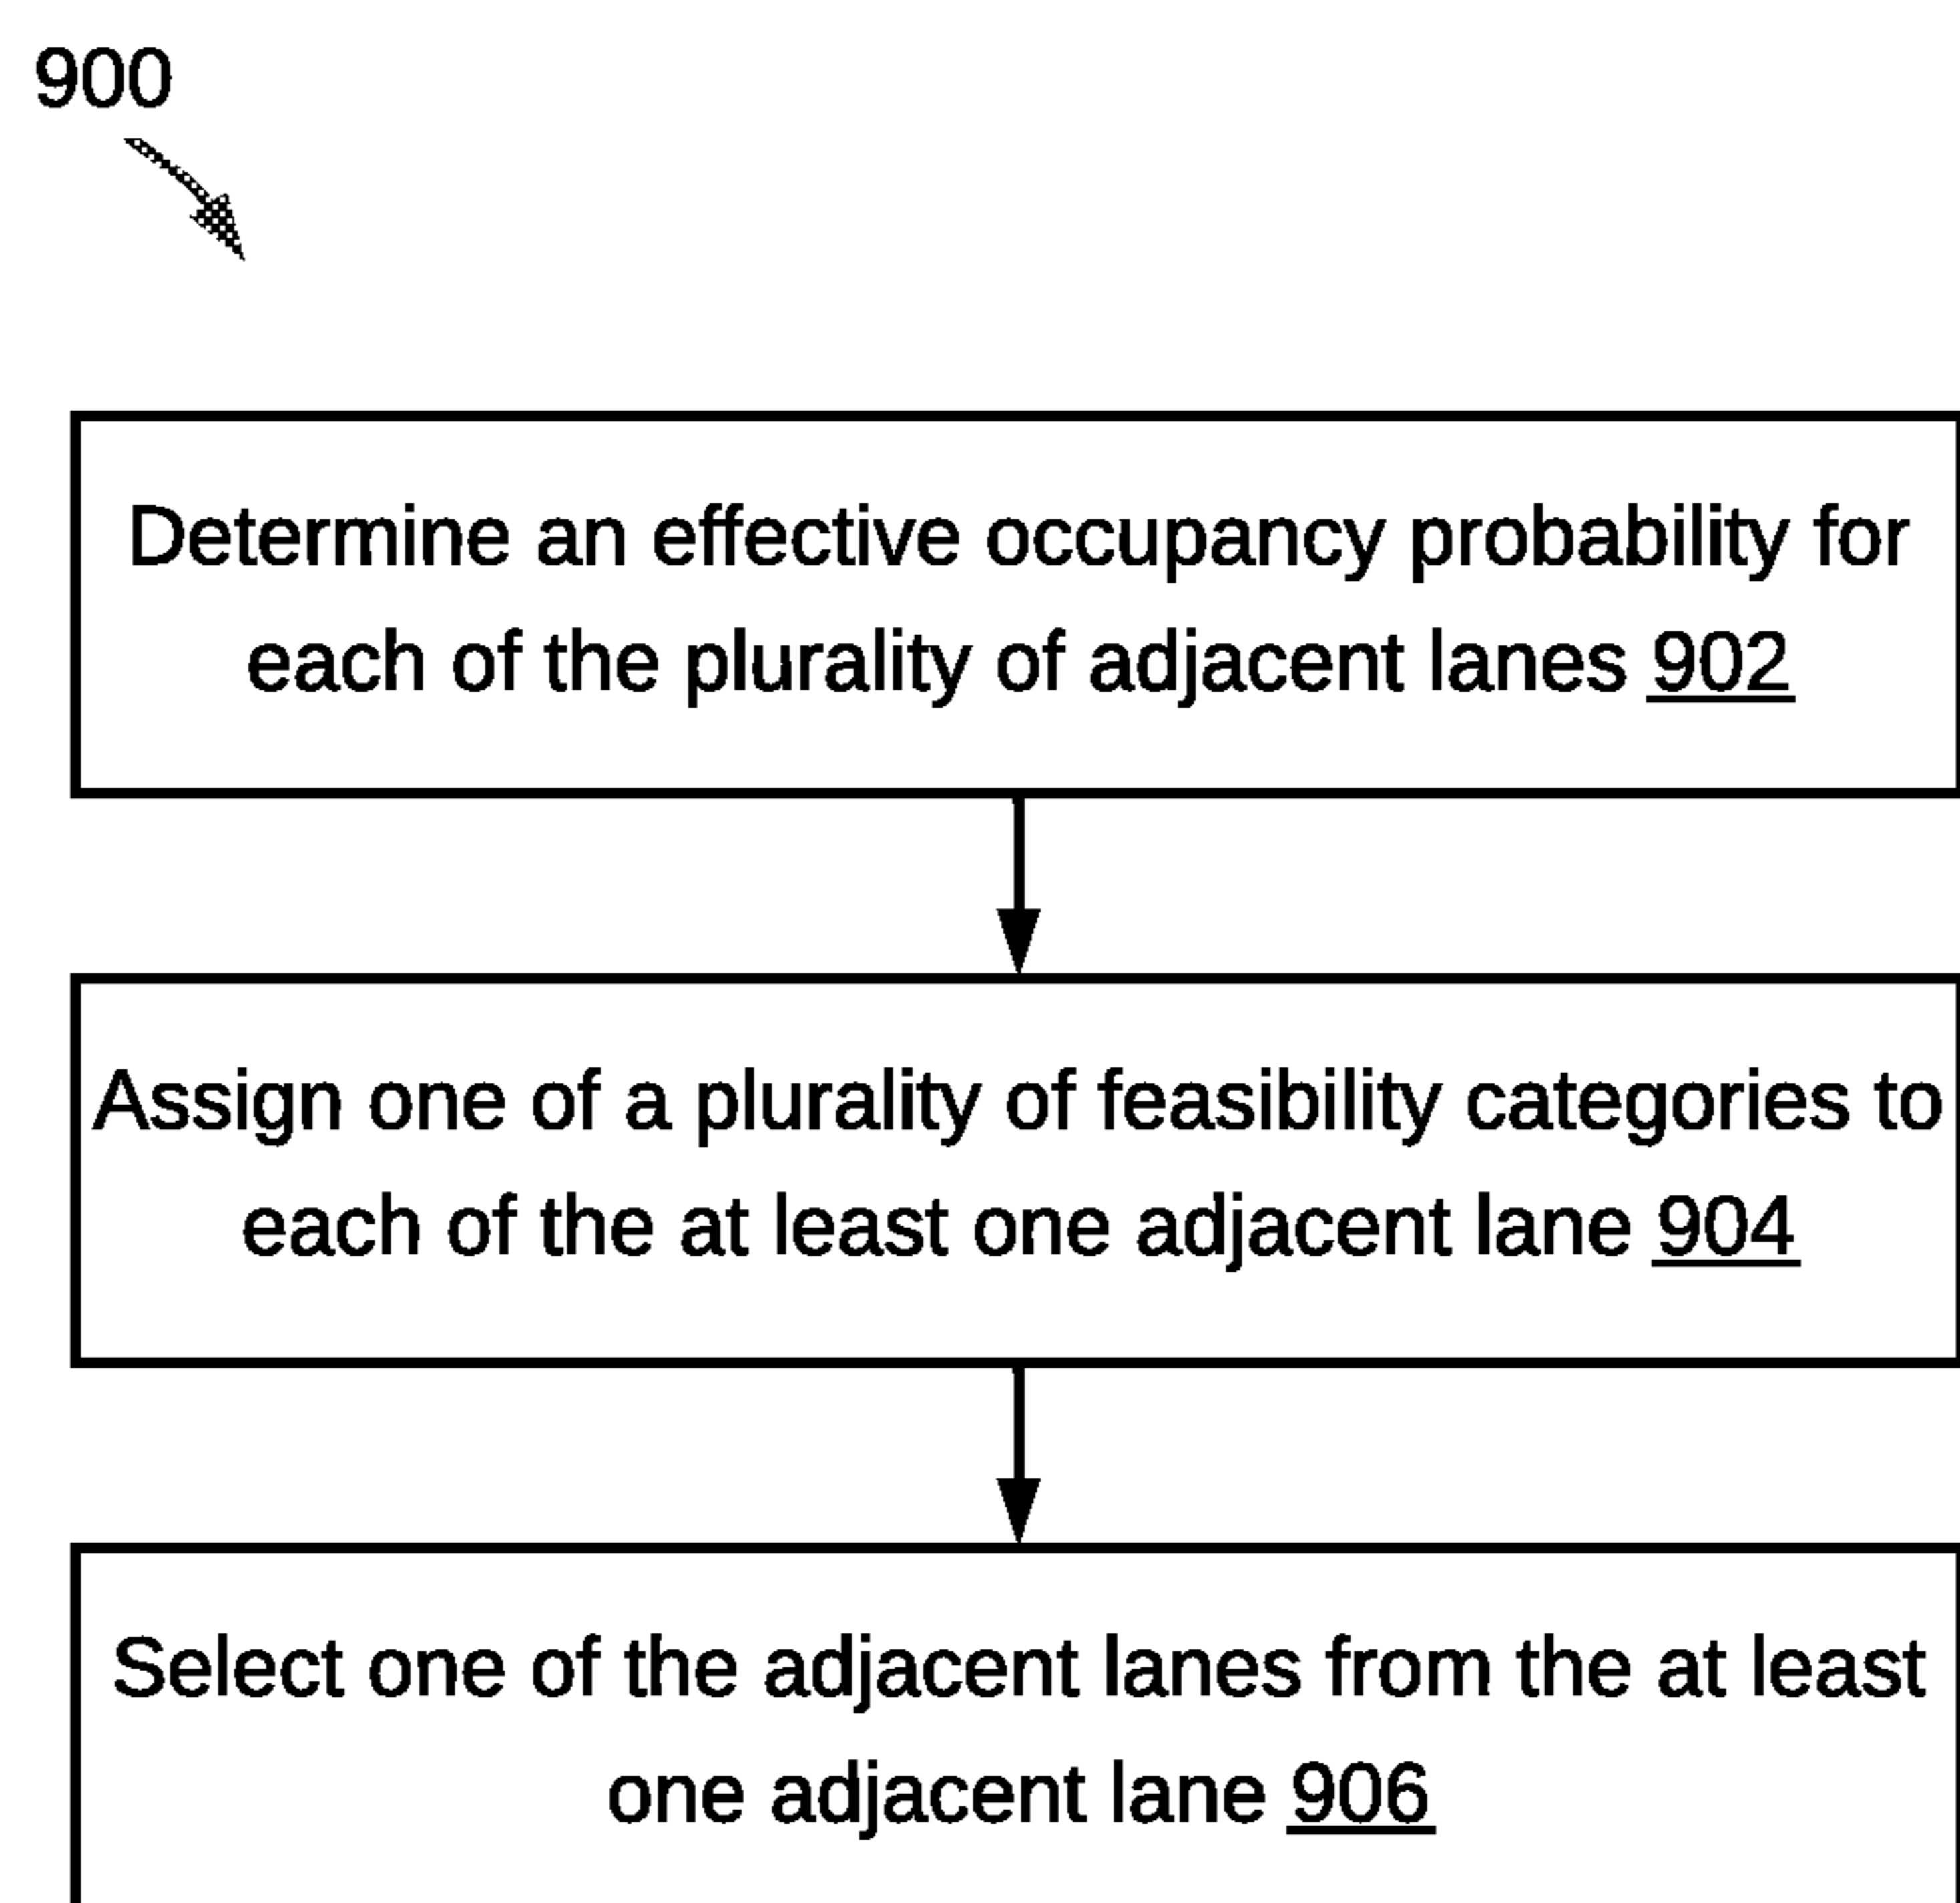 900
Determine an effective occupancy probability for
each of the plurality of adjacent lanes 902
Assign one of a plurality of feasibility categories to
each of the at least one adjacent lane 904
Select one of the adjacent lanes from the at least
one adjacent lane 906